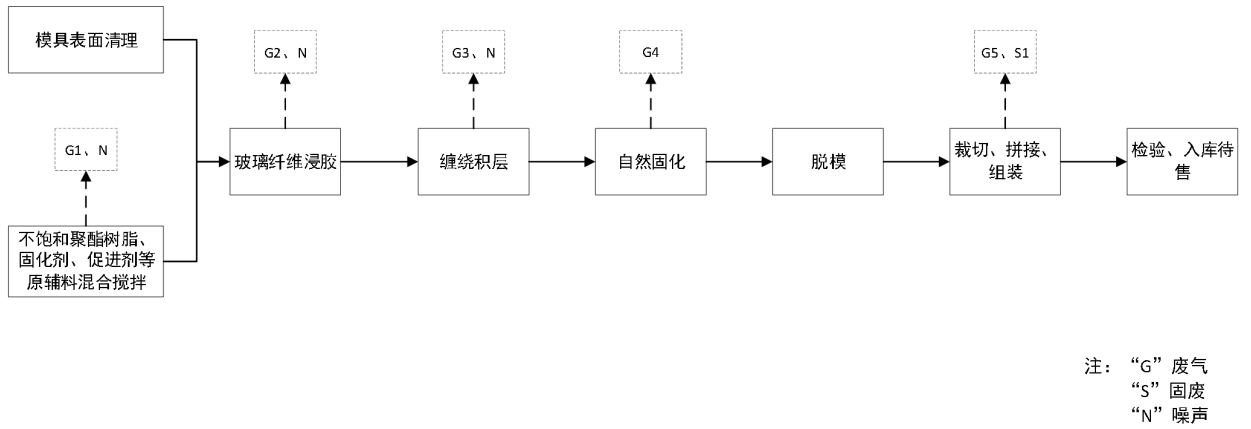 模具表面清理
G1、N
不饱和聚酯树脂、
固化剂、促进剂等
原辅料混合搅拌
G2、N
玻璃纤维浸胶
G3、N
缠绕积层
G4
自然固化
脱模
G5、S1
裁切、拼接、
组装
检验、入库待
售
注：“G”废气
“S”固废
“N”噪声